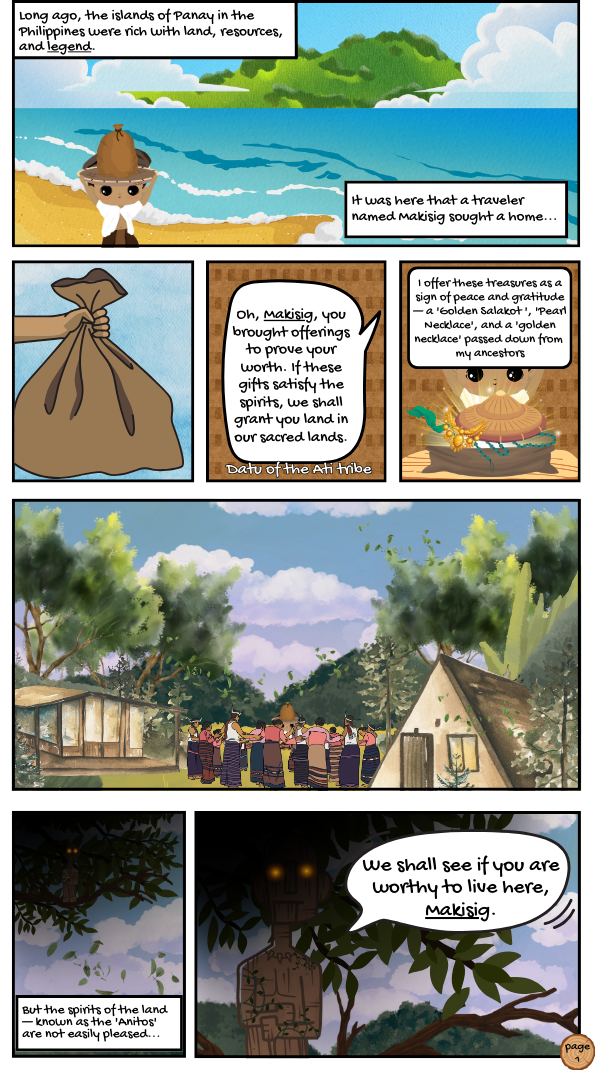 Long ago, the islands of Panay in the
Philippines were rich with land, resources,
and legend.
It was here that a traveler
named Makisig sought a home...
Oh, Makisig, you
brought offerings
to prove your
worth. If these
gifts satisfy the
spirits, we shall
grant you land in
our sacred lands.
Datu of the Ati tribe
I offer these treasures as a
sign of peace and gratitude
— a 'Golden Salakot ', 'Pearl
Necklace', and a 'golden
necklace' passed down from
my ancestors
But the spirits of the land
— known as the 'Anitos'
are not easily pleased...
We shall see if you are
worthy to live here,
Makisig.
page
1